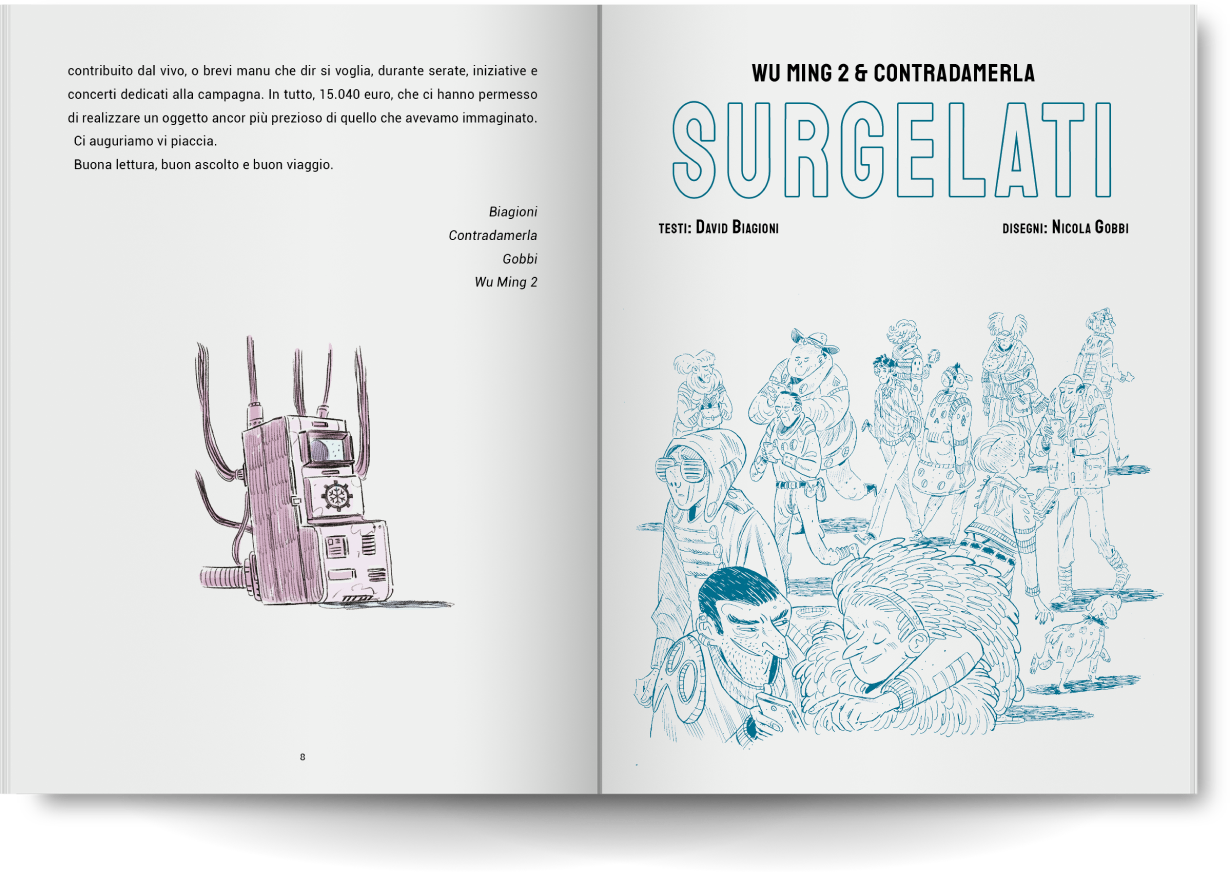 contribuito dal vivo, o brevi manu che dir si voglia, durante serate, iniziative e
concerti dedicati alla campagna. In tutto, 15.040 euro, che ci hanno permesso
di realizzare un oggetto ancor più prezioso di quello che avevamo immaginato.
Ci auguriamo vi piaccia.
Buona lettura, buon ascolto e buon viaggio.
Biagioni
Contradamerla
Gobbi
Wu Ming 2
8
WU MING 2 & CONTRADAMERLA
SURGELATI
TESTI: DAVID BIAGIONI
DISEGNI: NICOLA GOBBI